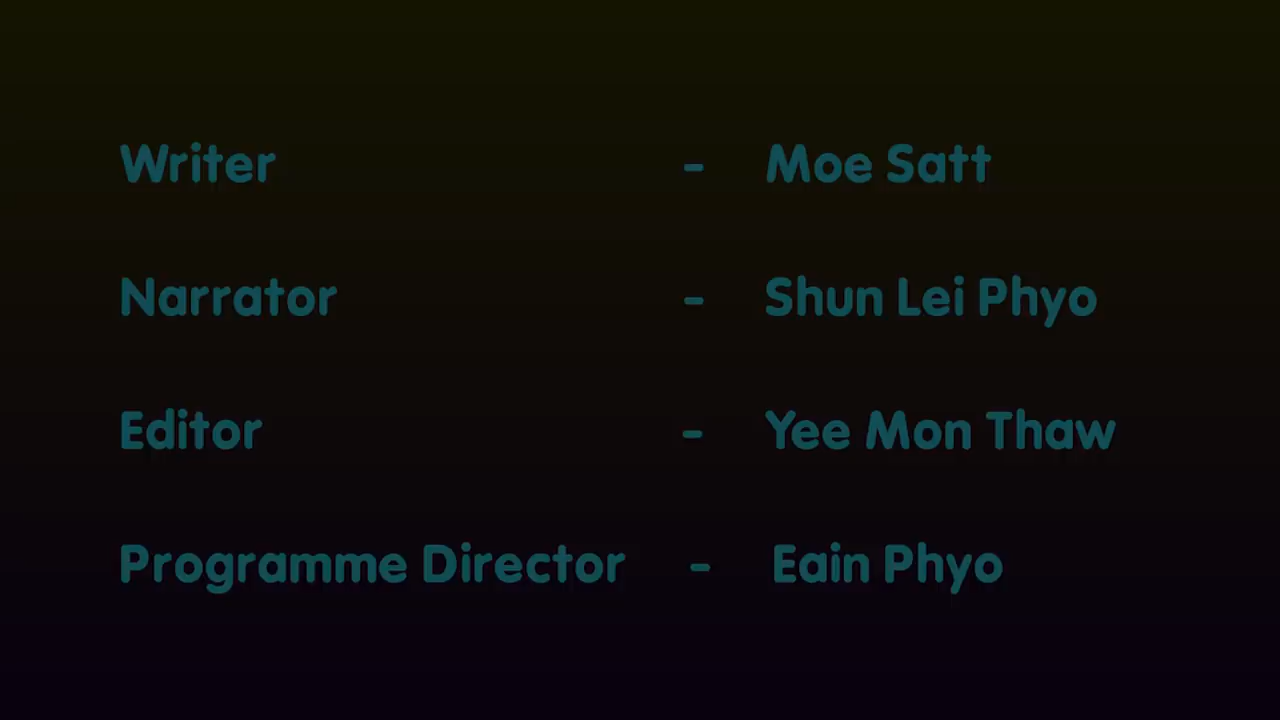 Writer - Moe Satt
Narrator - Shun Lei Phyo
Editor - Yee Mon Thaw
Programme Director - Eain Phyo